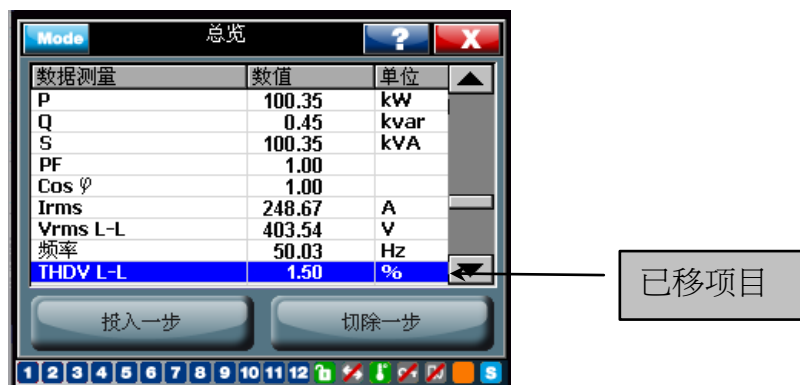 Mode 总览 ? X
数据测量 数值 单位
P 100.35 kW
Q 0.45 kvar
S 100.35 kVA
PF 1.00
Cos φ 1.00
Irms 248.67 A
Vrms L-L 403.54 V
频率 50.03 Hz
THDV L-L 1.50 %
已移项目
投入一步 切除一步
1 2 3 4 5 6 7 8 9 10 11 12 S